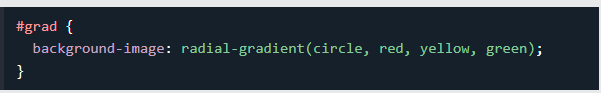 #grad {
  background-image: radial-gradient(circle, red, yellow, green);
}